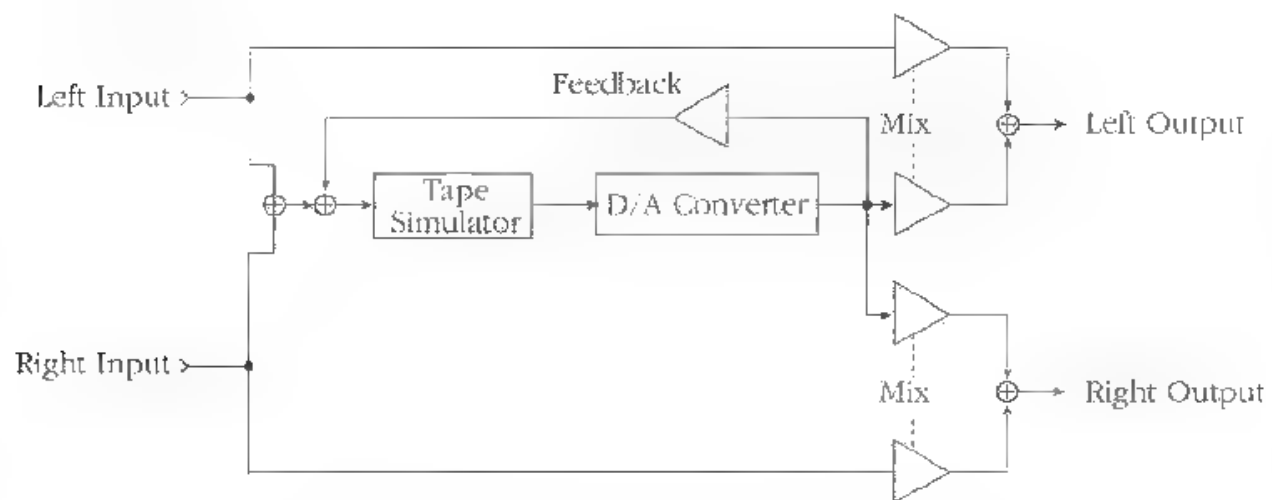 Left Input
Feedback
Mix
Left Output
Tape
Simulator
D/A Converter
Right Input
Mix
Right Output